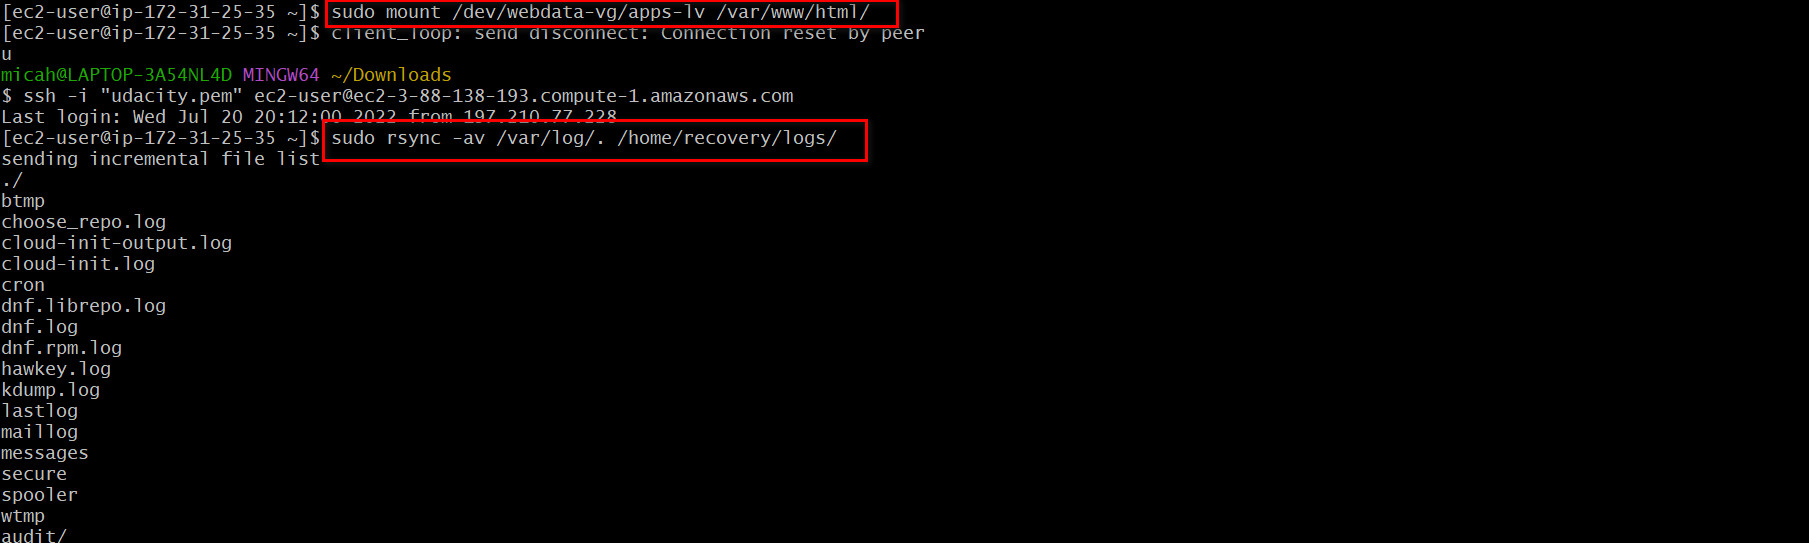 [ec2-user@ip-172-31-25-35 ~]$ sudo mount /dev/webdata-vg/apps-lv /var/www/html/
[ec2-user@ip-172-31-25-35 ~]$ client_loop: send disconnect: Connection reset by peer
u
micah@LAPTOP-3A54NL4D MINGW64 ~/Downloads
$ ssh -i "udacity.pem" ec2-user@ec2-3-88-138-193.compute-1.amazonaws.com
Last login: Wed Jul 20 20:12:00 2022 from 197.210.77.228
[ec2-user@ip-172-31-25-35 ~]$ sudo rsync -av /var/log/. /home/recovery/logs/
sending incremental file list
./
btmp
choose_repo.log
cloud-init-output.log
cloud-init.log
cron
dnf.librepo.log
dnf.log
dnf.rpm.log
hawkey.log
kdump.log
lastlog
maillog
messages
secure
spooler
wtmp
audit/